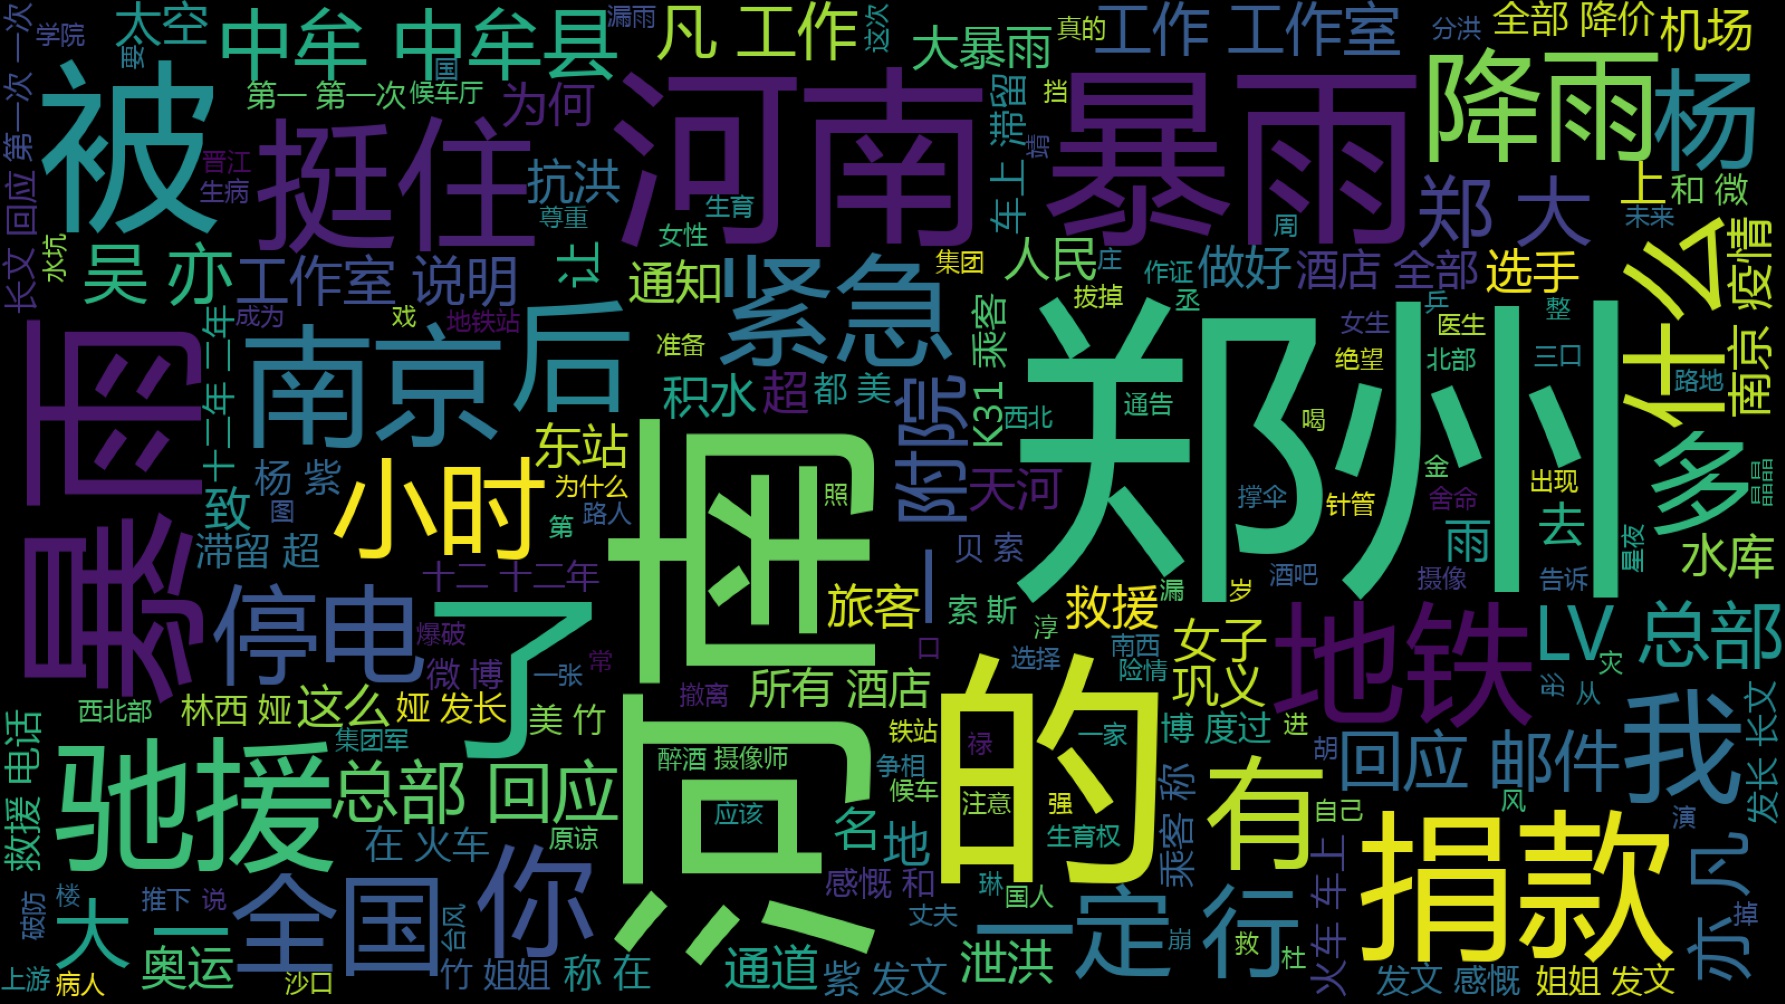 第一次 一次
学院
要
太空
中牟 中牟县
国
漏雨
凡 工作
这次
大暴雨
真的
工作 工作室
分洪
全部 降价
机场
被
第一 第一次
候车厅
为何
河南 暴雨
车上 滞留
挡
靖
降雨
杨
回应 第一次
晋江
生病
挺住
抗洪
尊重
生育
周
郑 大
上
和 微
未来
长文 回应
水坑
吴 亦
工作室 说明
让
女性
通知
紧急
集团
人民
庄
作证
做好
酒店 全部
选手
什么
南京 疫情
拔掉
丞
暴雨
十二年 二年
成为
戏
地铁站
南京
后
准备
K31 乘客
郑州
女生
乒
医生
整
绝望
北部
三口
路地
积水
超
都 美
附院
西北
通告
喝
东站
多
晶晶
杨 紫
致
图
小时
为什么
路人
第
思密
照
天河
撑伞
金
针管
舍命
出现
雨
去
星夜
水库
滞留 超
贝 索
一
十二 十二年
停电
了
旅客
索 斯
救援
漏
岁
酒吧
摄像
告诉
爆破
微 博
常
一张
口
淳
选择
南西
险情
女子
巩义
地铁
LV 总部
灾
西北部
林西 娅
这么
娅 发长
美 竹
撤离
所有 酒店
的
博 度过
进
彤
从
我
发长 长文
救援 电话
驰援
集团军
总部 回应
醉酒 摄像师
铁站
禄
争相
候车
一家
乘客 称
有
胡
回应 邮件
自己
风
演
在 火车
原谅
应该
名
地
注意
强
生育权
捐款
亦凡
破防
楼
大
推下
说
一
奥运
全国
台风
你
竹 姐姐
称 在
通道
感慨 和
琳
国人
丈夫
紫 发文
泄洪
一定
崩
行
救
杜
火车 车上
掉
上游
病人
沙口
发文 感慨
姐姐 发文